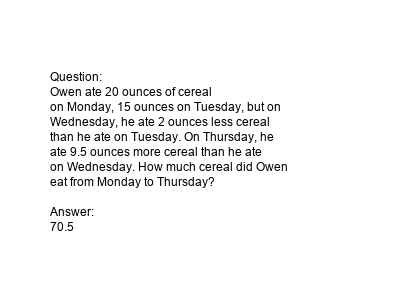 Question:
Owen ate 20 ounces of cereal
on Monday, 15 ounces on Tuesday, but on
Wednesday, he ate 2 ounces less cereal
than he ate on Tuesday. On Thursday, he
ate 9.5 ounces more cereal than he ate
on Wednesday. How much cereal did Owen
eat from Monday to Thursday?

Answer:
70.5